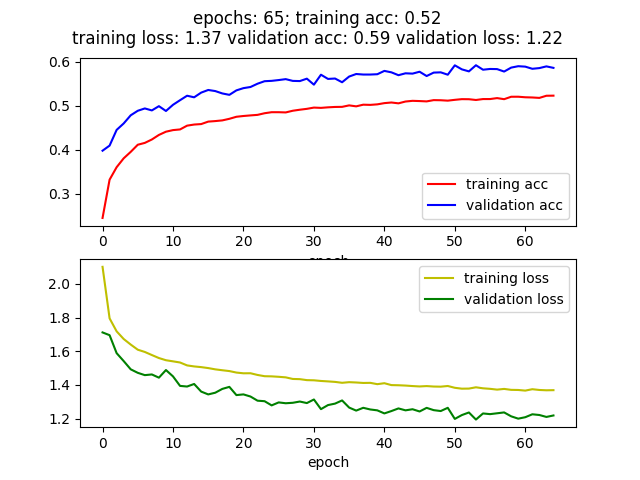 epochs: 65; training acc: 0.52
training loss: 1.37 validation acc: 0.59 validation loss: 1.22
0.6
0.5
0.4
0.3
training acc
validation acc
0 10 20 30 40 50 60
epoch
2.0
1.8
1.6
1.4
1.2
training loss
validation loss
0 10 20 30 40 50 60
epoch